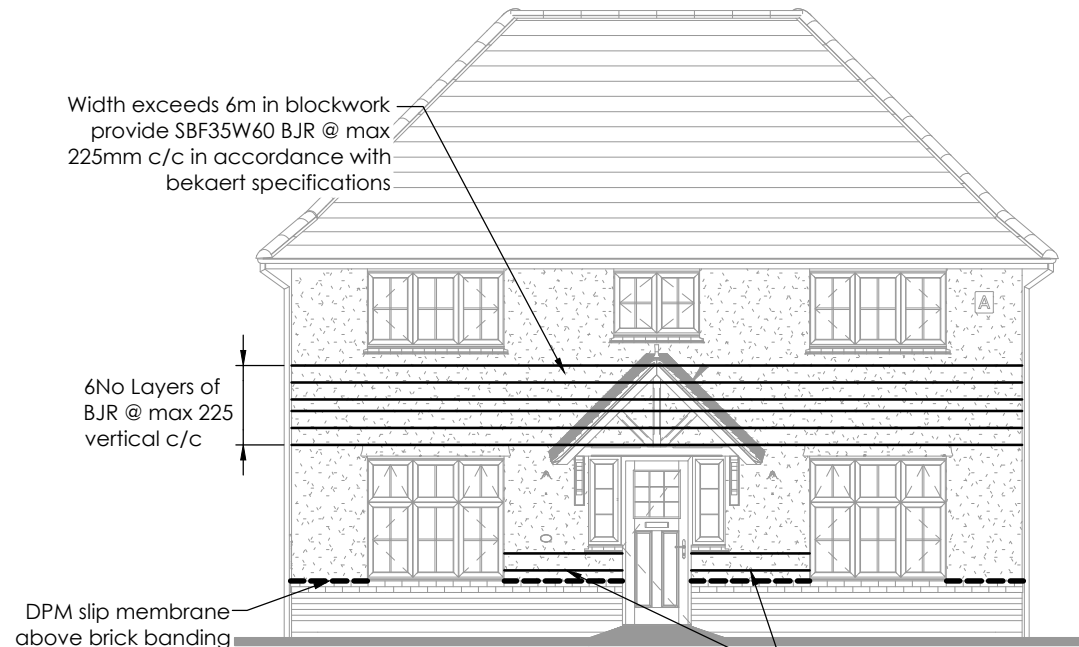 Width exceeds 6m in blockwork
provide SBF35W60 BJR @ max
225mm c/c in accordance with
bekaert specifications
A
6No Layers of
BJR @ max 225
vertical c/c
DPM slip membrane
above brick banding